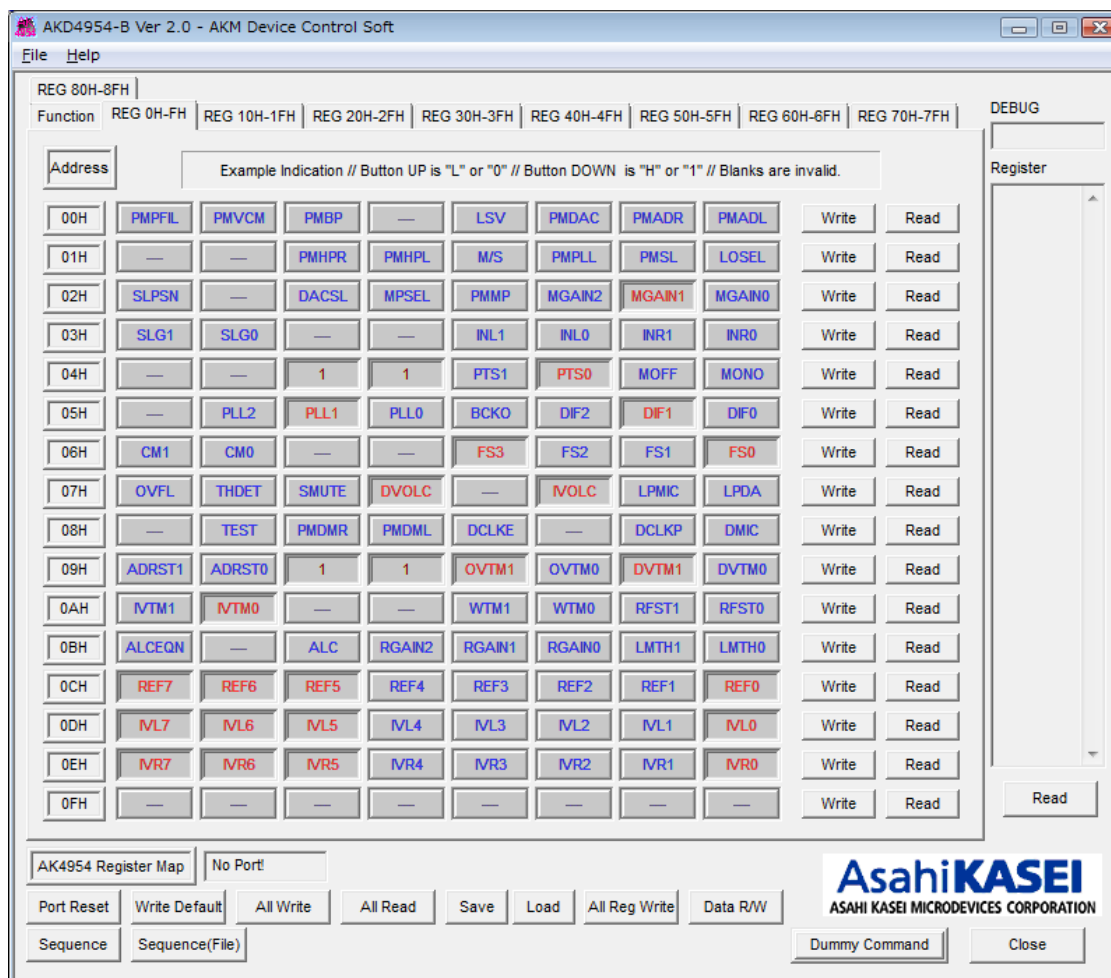 AKD4954-B Ver 2.0 - AKM Device Control Soft
File Help
REG 80H-8FH
Function REG 0H-FH REG 10H-1FH REG 20H-2FH REG 30H-3FH REG 40H-4FH REG 50H-5FH REG 60H-6FH REG 70H-7FH
DEBUG
Address
Example Indication // Button UP is "L" or "0" // Button DOWN is "H" or "1" // Blanks are invalid.
Register
00H PMPFIL PMVCM PMBP — LSV PMDAC PMADR PMADL Write Read
01H — — PMHPR PMHPL M/S PMPLL PMSL LOSEL Write Read
02H SLPSN — DACSL MPSEL PMMP MGAIN2 MGAIN1 MGAIN0 Write Read
03H SLG1 SLG0 — — INL1 INL0 INR1 INR0 Write Read
04H — — 1 1 PTS1 PTS0 MOFF MONO Write Read
05H — PLL2 PLL1 PLL0 BCKO DIF2 DIF1 DIF0 Write Read
06H CM1 CM0 — — FS3 FS2 FS1 FS0 Write Read
07H OVFL THDET SMUTE DVOLC — IVOLC LPMIC LPDA Write Read
08H — TEST PMDMR PMDML DCLKE — DCLKP DMIC Write Read
09H ADRST1 ADRST0 1 1 OVTM1 OVTM0 DVTM1 DVTM0 Write Read
0AH IVTM1 IVTM0 — — WTM1 WTM0 RFST1 RFST0 Write Read
0BH ALCEQN — ALC RGAIN2 RGAIN1 RGAIN0 LMTH1 LMTH0 Write Read
0CH REF7 REF6 REF5 REF4 REF3 REF2 REF1 REF0 Write Read
0DH IVL7 IVL6 IVL5 IVL4 IVL3 IVL2 IVL1 IVL0 Write Read
0EH IVR7 IVR6 IVR5 IVR4 IVR3 IVR2 IVR1 IVR0 Write Read
0FH — — — — — — — — Write Read
Read
AK4954 Register Map No Port!
AsahiKASEI
ASAHI KASEI MICRODEVICES CORPORATION
Port Reset Write Default All Write All Read Save Load All Reg Write Data R/W
Sequence Sequence(File) Dummy Command Close